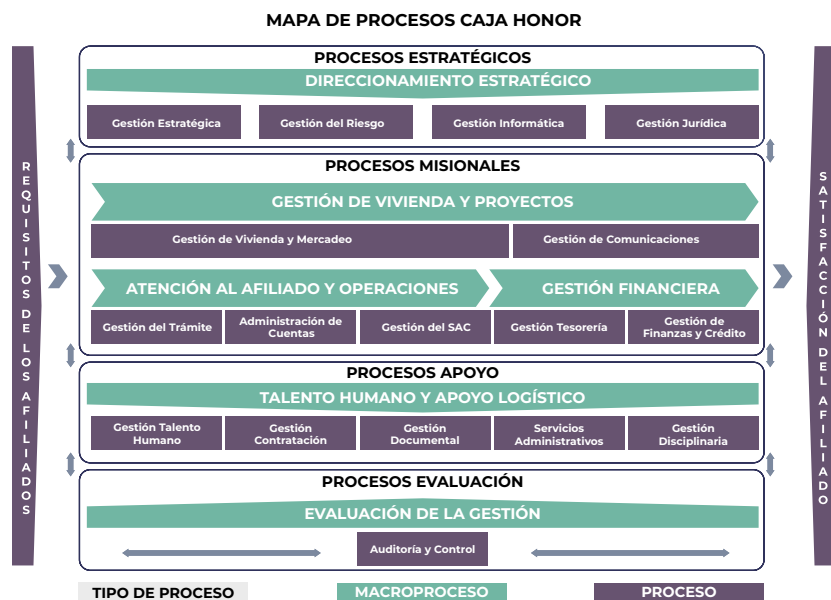 MAPA DE PROCESOS CAJA HONOR
REQUISITOS DE LOS AFILIADOS
PROCESOS ESTRATÉGICOS
DIRECCIONAMIENTO ESTRATÉGICO
Gestión Estratégica
Gestión del Riesgo
Gestión Informática
Gestión Jurídica
PROCESOS MISIONALES
GESTIÓN DE VIVIENDA Y PROYECTOS
Gestión de Vivienda y Mercadeo
Gestión de Comunicaciones
ATENCIÓN AL AFILIADO Y OPERACIONES
GESTIÓN FINANCIERA
Gestión del Trámite
Administración de
Cuentas
Gestión del SAC
Gestión Tesorería
Gestión de
Finanzas y Crédito
PROCESOS APOYO
TALENTO HUMANO Y APOYO LOGÍSTICO
Gestión Talento
Humano
Gestión
Contratación
Gestión
Documental
Servicios
Administrativos
Gestión
Disciplinaria
PROCESOS EVALUACIÓN
EVALUACIÓN DE LA GESTIÓN
Auditoría y Control
SATISFACCIÓN DEL AFILIADO
TIPO DE PROCESO
MACROPROCESO
PROCESO